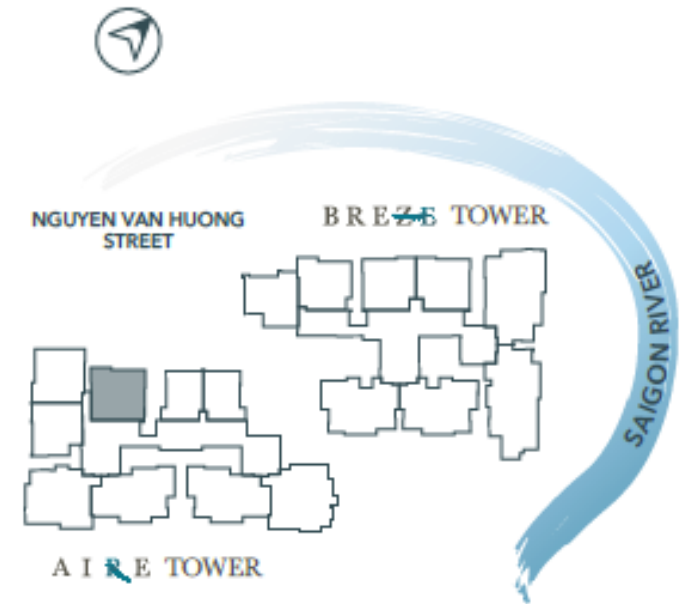 NGUYEN VAN HUONG
STREET
BREZE TOWER
SAIGON RIVER
AIRE TOWER